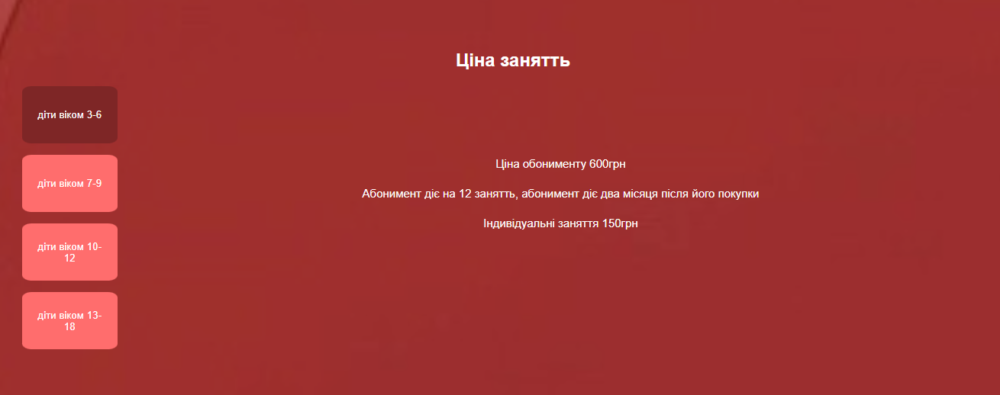 Ціна занятть
діти віком 3-6
діти віком 7-9
діти віком 10-
12
діти віком 13-
18
Ціна обонименту 600грн
Абонимент діє на 12 занятть, абонимент діє два місяця після його покупки
Індивідуальні заняття 150грн